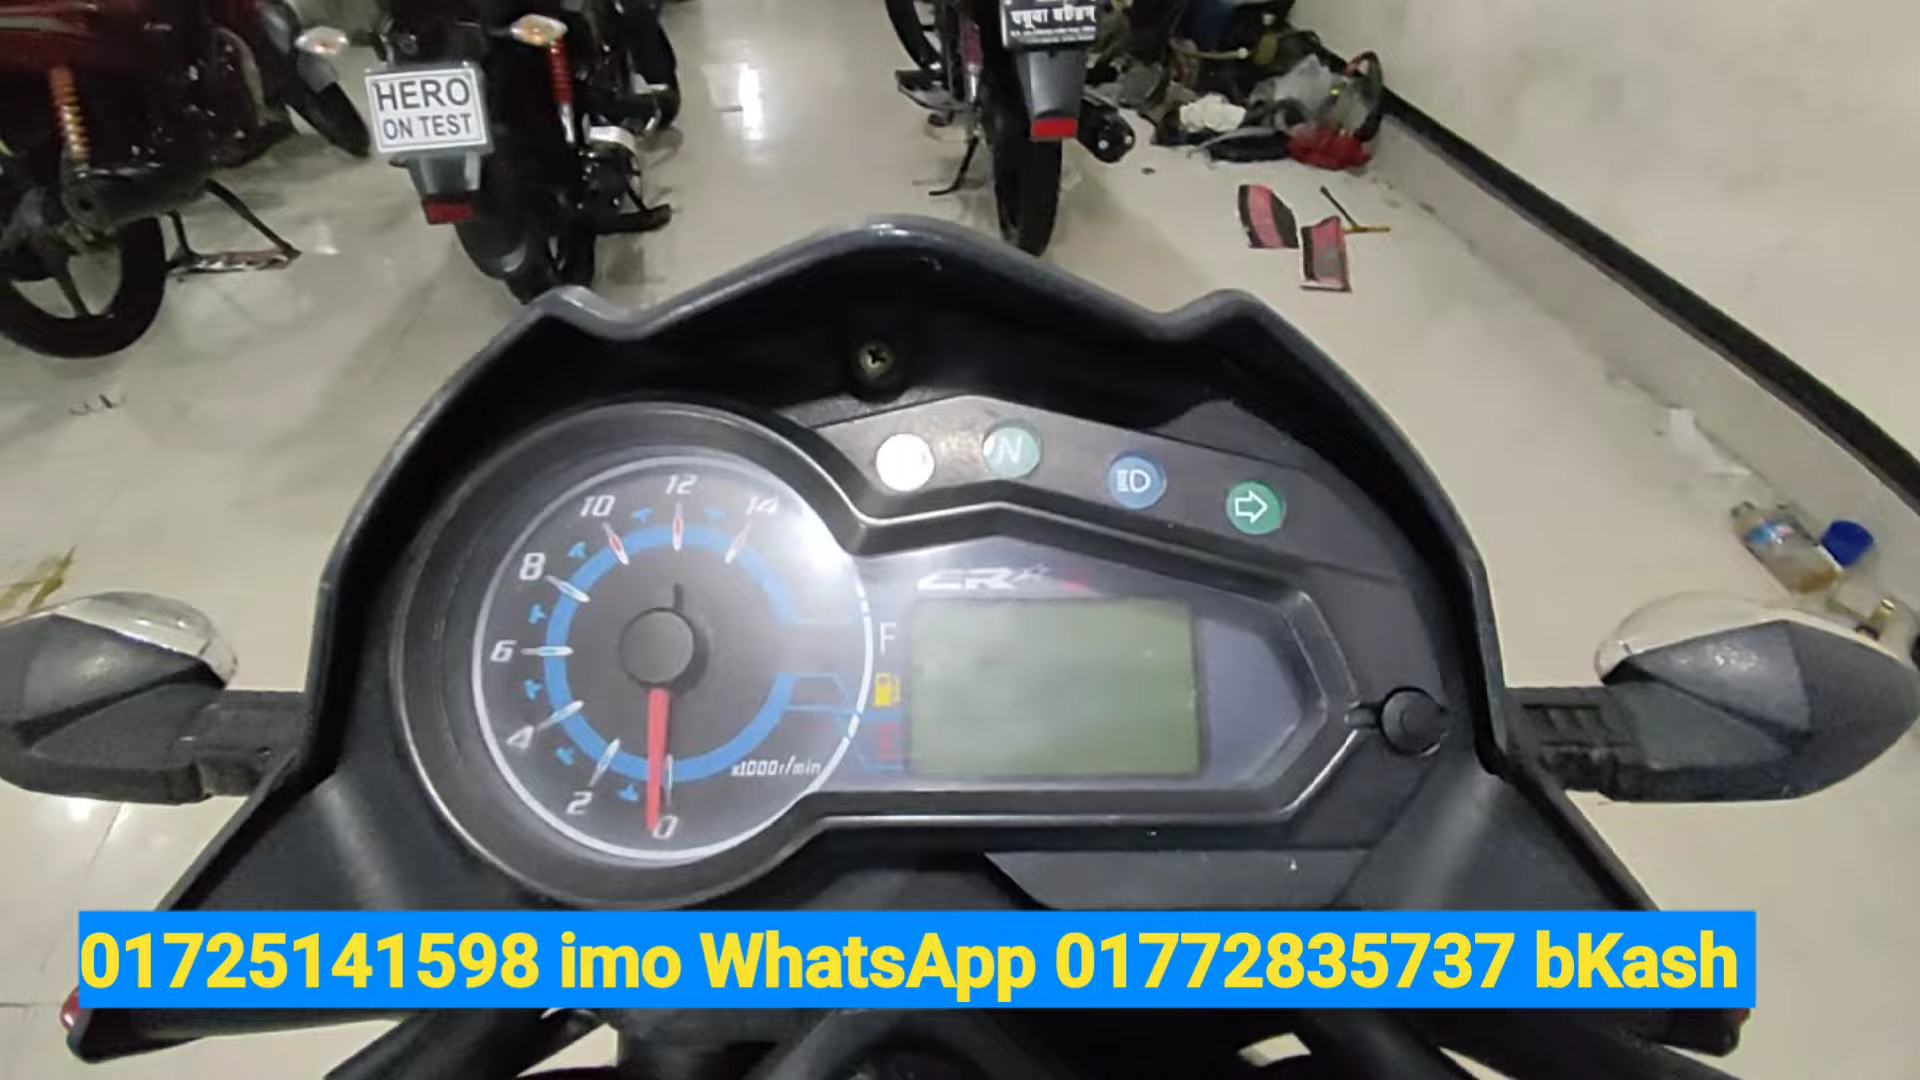 HERO
ON TEST
10 12 14
8
6
4
2
0
x1000r/min
N
F
E
01725141598 imo WhatsApp 01772835737 bKash